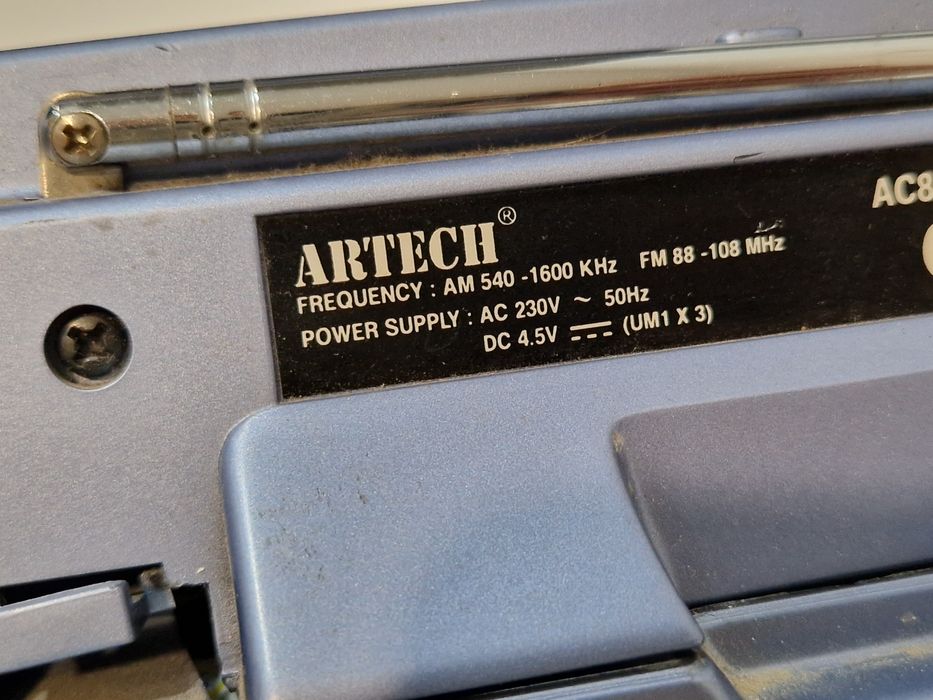 ARTECH®
AC8
FREQUENCY : AM 540 -1600 KHz FM 88 -108 MHz
POWER SUPPLY : AC 230V ~ 50Hz
DC 4.5V ⎓ (UM1 X 3)